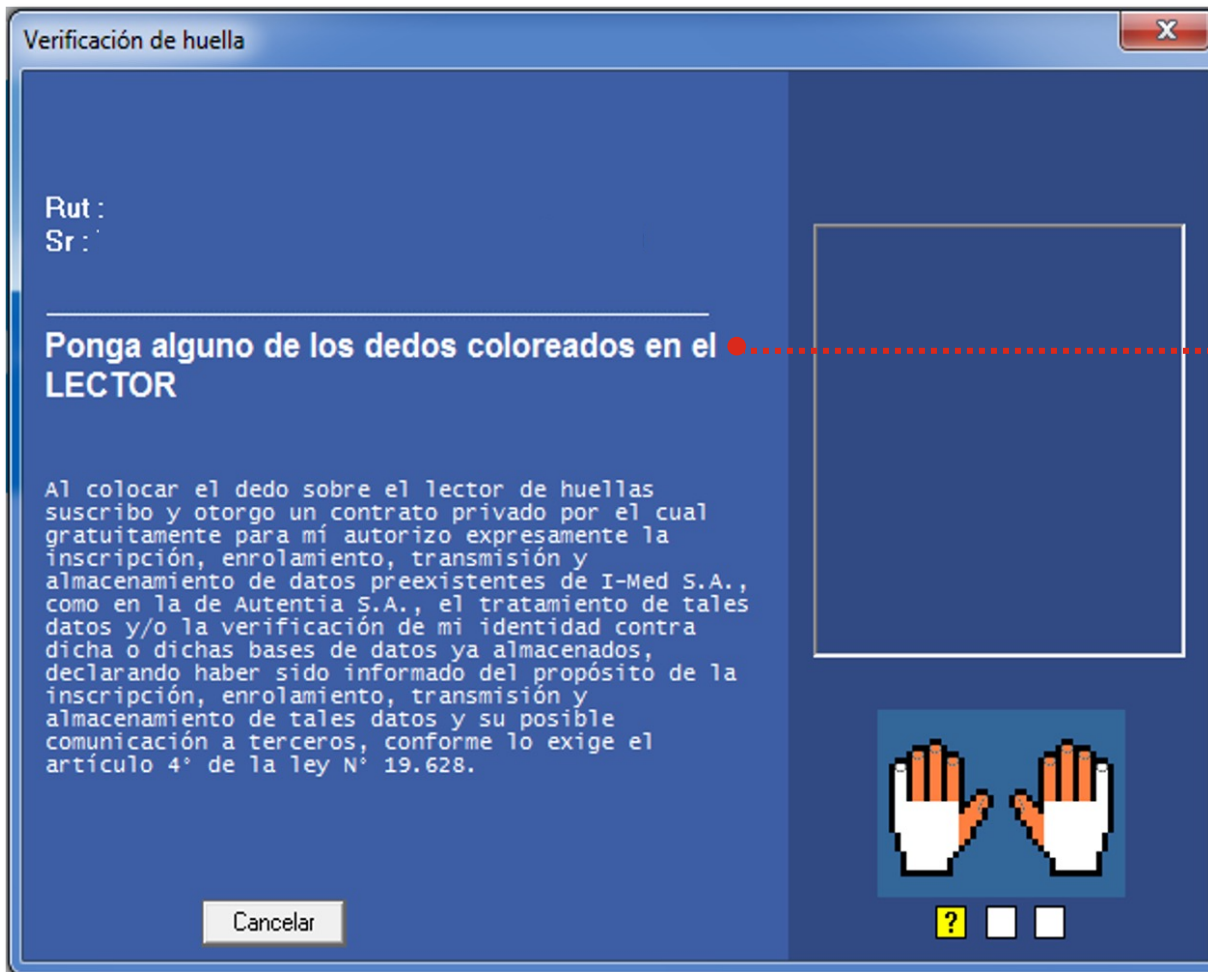 Verificación de huella
X
Rut :
Sr :
Ponga alguno de los dedos coloreados en el
LECTOR
Al colocar el dedo sobre el lector de huellas
suscribo y otorgo un contrato privado por el cual
gratuitamente para mí autorizo expresamente la
inscripción, enrolamiento, transmisión y
almacenamiento de datos preexistentes de I-Med S.A.,
como en la de Autentia S.A., el tratamiento de tales
datos y/o la verificación de mi identidad contra
dicha o dichas bases de datos ya almacenados,
declarando haber sido informado del propósito de la
inscripción, enrolamiento, transmisión y
almacenamiento de tales datos y su posible
comunicación a terceros, conforme lo exige el
artículo 4° de la ley N° 19.628.
Cancelar
?